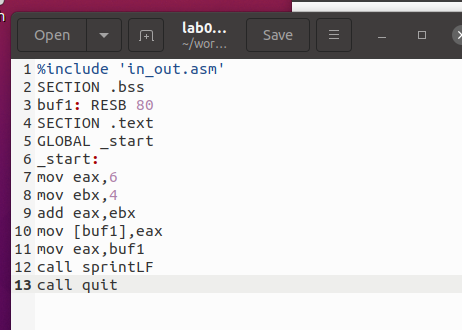 Open
lab0...
~/wor...
Save
1 %include 'in_out.asm'
2 SECTION .bss
3 buf1: RESB 80
4 SECTION .text
5 GLOBAL _start
6 _start:
7 mov eax,6
8 mov ebx,4
9 add eax,ebx
10 mov [buf1],eax
11 mov eax,buf1
12 call sprintLF
13 call quit